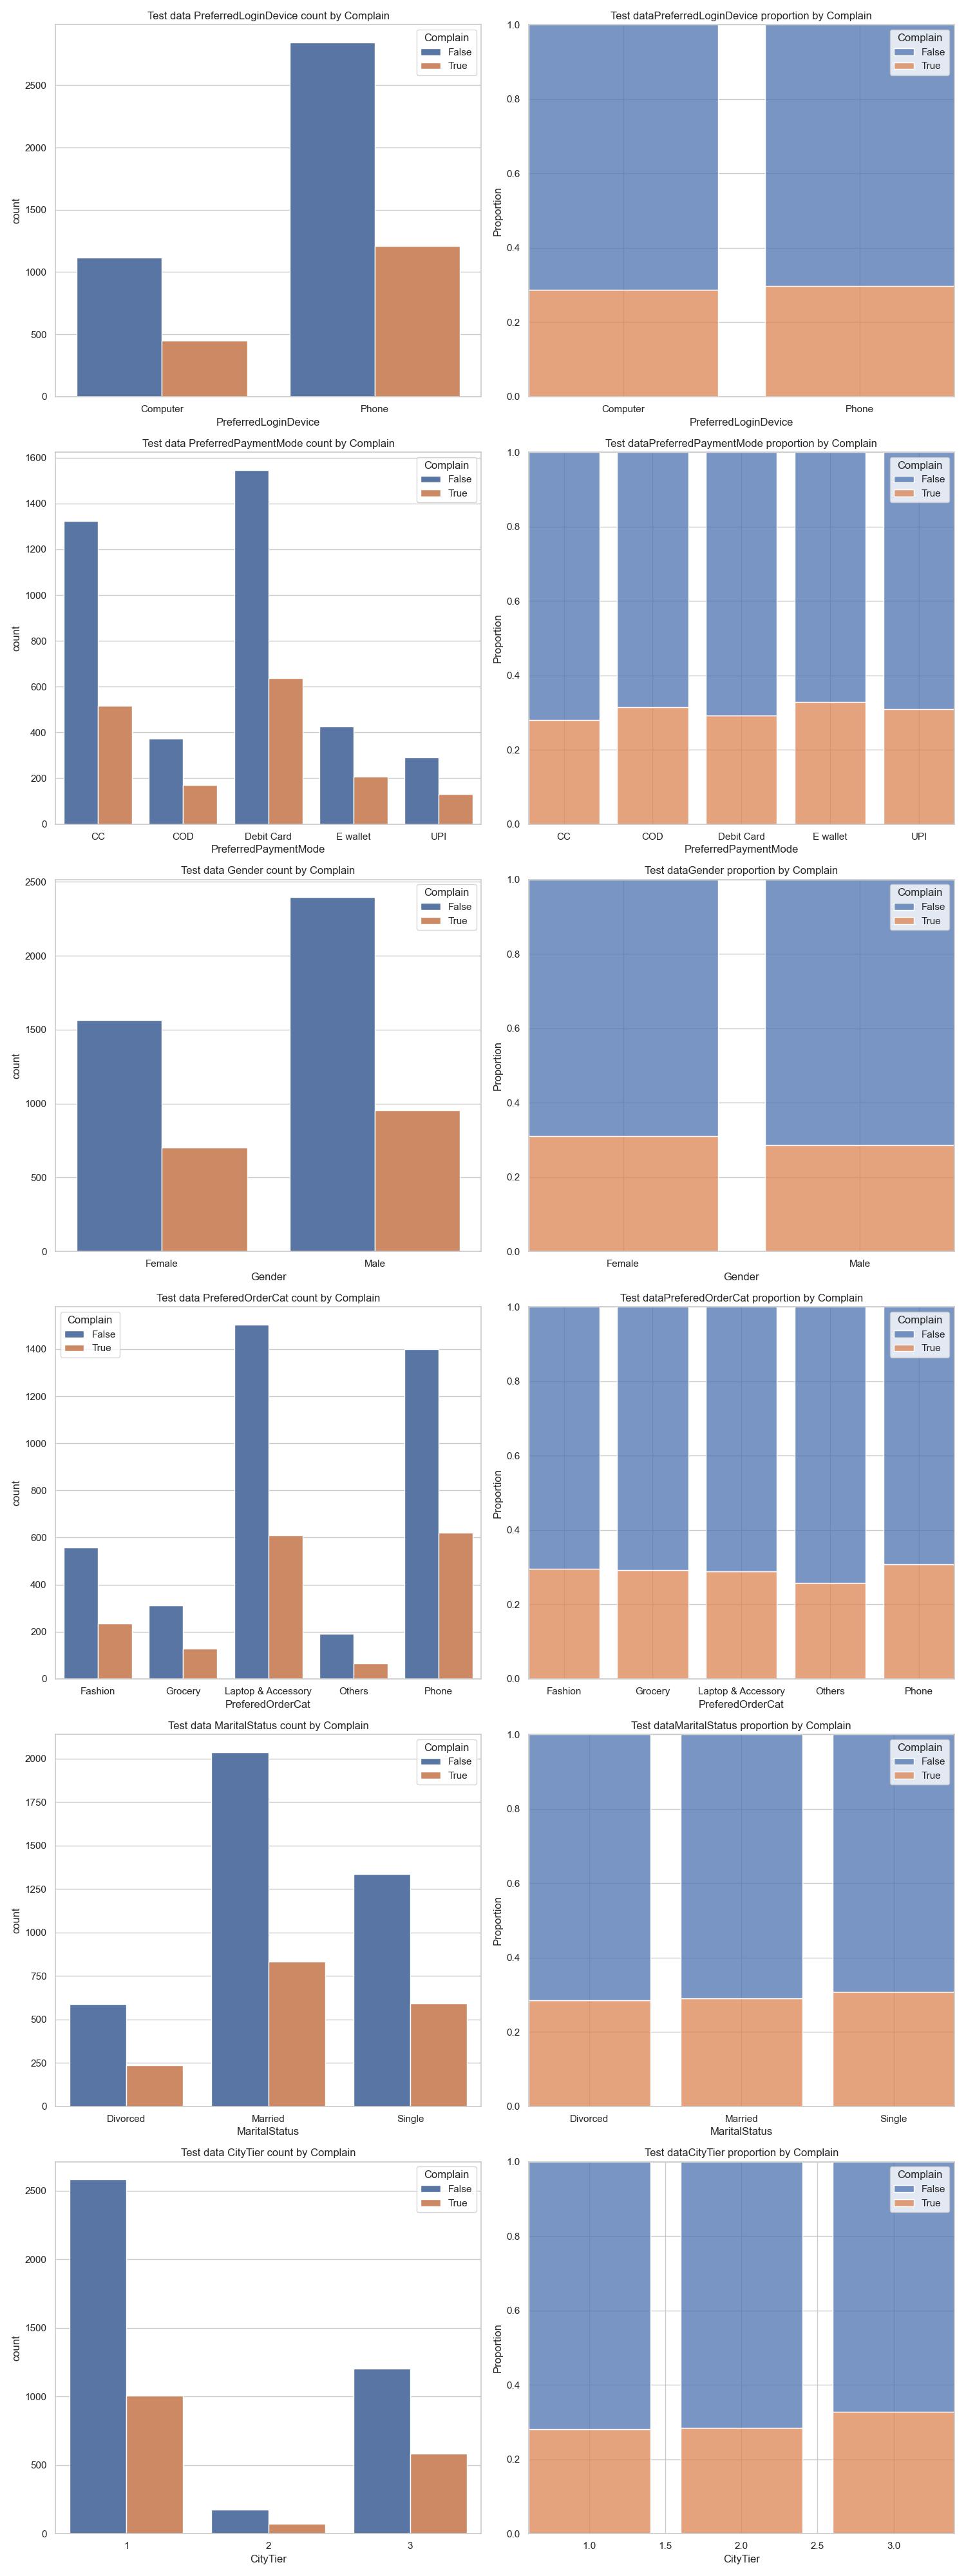 Test data PreferredLoginDevice count by Complain
Complain
False
True
2500
2000
1500
1000
500
0
count
Computer
Phone
PreferredLoginDevice
Test dataPreferredLoginDevice proportion by Complain
Complain
False
True
1.0
0.8
0.6
0.4
0.2
0.0
Proportion
Computer
Phone
PreferredLoginDevice
Test data PreferredPaymentMode count by Complain
Complain
False
True
1600
1400
1200
1000
800
600
400
200
0
count
CC
COD
Debit Card
E wallet
UPI
PreferredPaymentMode
Test dataPreferredPaymentMode proportion by Complain
Complain
False
True
1.0
0.8
0.6
0.4
0.2
0.0
Proportion
CC
COD
Debit Card
E wallet
UPI
PreferredPaymentMode
Test data Gender count by Complain
Complain
False
True
2500
2000
1500
1000
500
0
count
Female
Male
Gender
Test dataGender proportion by Complain
Complain
False
True
1.0
0.8
0.6
0.4
0.2
0.0
Proportion
Female
Male
Gender
Test data PreferedOrderCat count by Complain
Complain
False
True
1400
1200
1000
800
600
400
200
0
count
Fashion
Grocery
Laptop & Accessory
Others
Phone
PreferedOrderCat
Test dataPreferedOrderCat proportion by Complain
Complain
False
True
1.0
0.8
0.6
0.4
0.2
0.0
Proportion
Fashion
Grocery
Laptop & Accessory
Others
Phone
PreferedOrderCat
Test data MaritalStatus count by Complain
Complain
False
True
2000
1750
1500
1250
1000
750
500
250
0
count
Divorced
Married
Single
MaritalStatus
Test dataMaritalStatus proportion by Complain
Complain
False
True
1.0
0.8
0.6
0.4
0.2
0.0
Proportion
Divorced
Married
Single
MaritalStatus
Test data CityTier count by Complain
Complain
False
True
2500
2000
1500
1000
500
0
count
1
2
3
CityTier
Test dataCityTier proportion by Complain
Complain
False
True
1.0
0.8
0.6
0.4
0.2
0.0
Proportion
1.0
1.5
2.0
2.5
3.0
CityTier